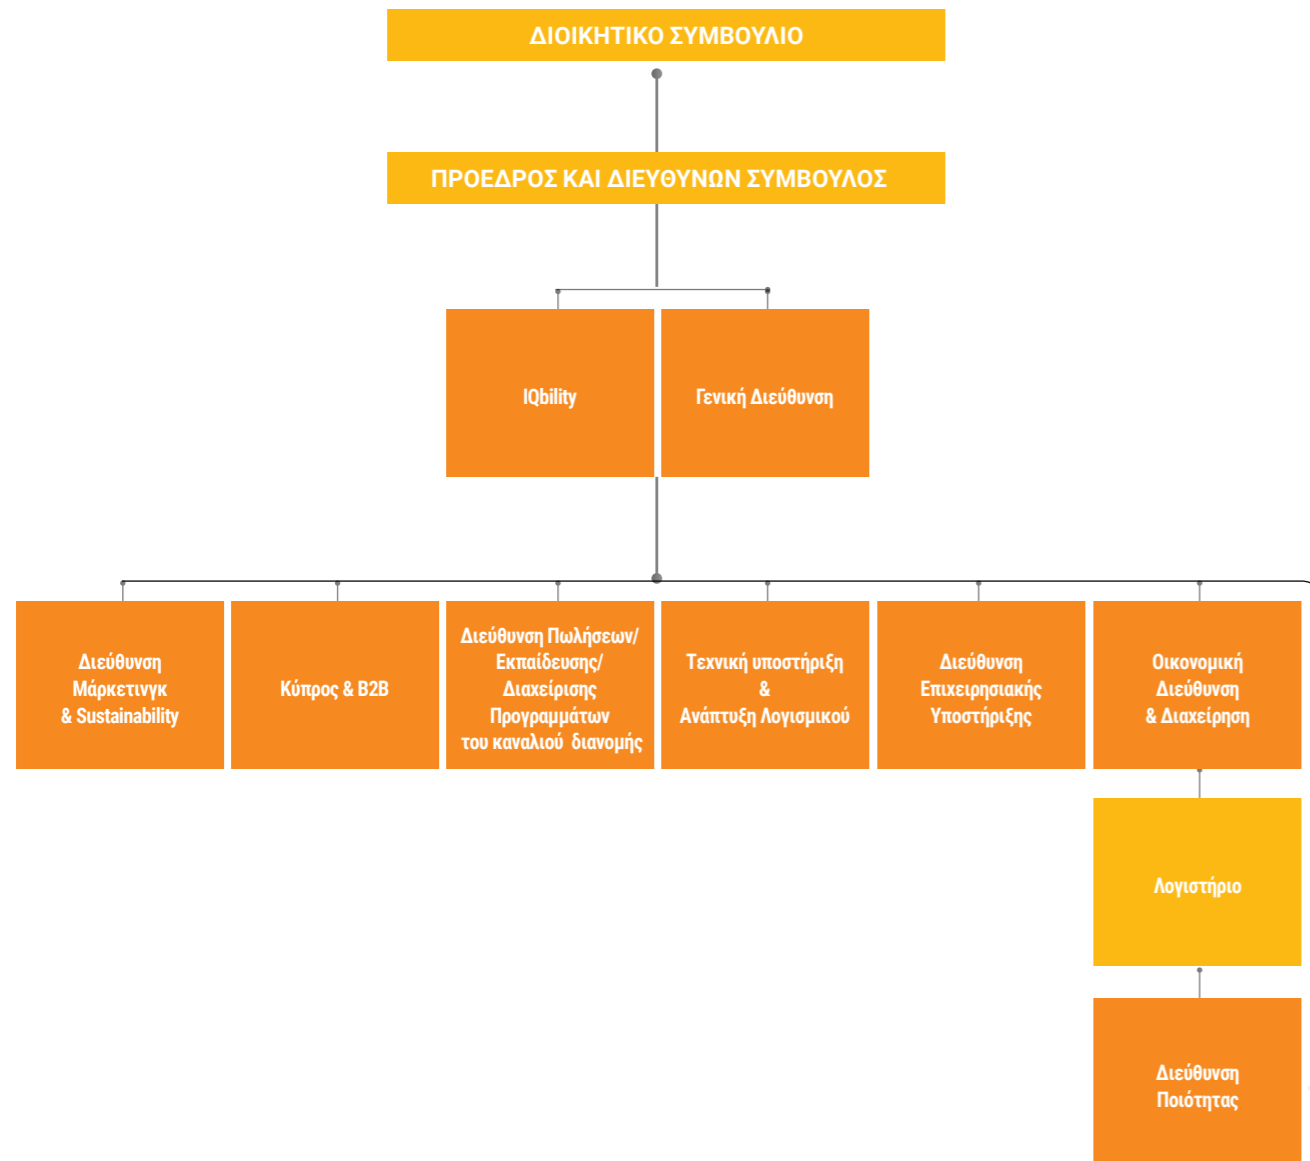 ΔΙΟΙΚΗΤΙΚΟ ΣΥΜΒΟΥΛΙΟ
ΠΡΟΕΔΡΟΣ ΚΑΙ ΔΙΕΥΘΥΝΩΝ ΣΥΜΒΟΥΛΟΣ
IQbility
Γενική Διεύθυνση
Διεύθυνση
Μάρκετινγκ
& Sustainability
Κύπρος & B2B
Διεύθυνση Πωλήσεων/
Εκπαίδευσης/
Διαχείρισης
Προγραμμάτων
του καναλιού διανομής
Τεχνική υποστήριξη
&
Ανάπτυξη Λογισμικού
Διεύθυνση
Επιχειρησιακής
Υποστήριξης
Οικονομική
Διεύθυνση
& Διαχείρηση
Λογιστήριο
Διεύθυνση
Ποιότητας